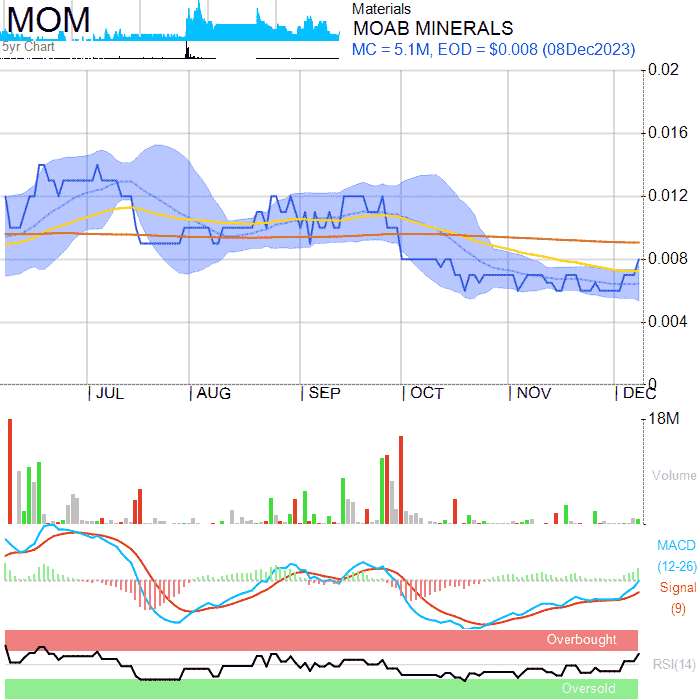 MOM
5yr Chart
Materials
MOAB MINERALS
MC = 5.1M, EOD = $0.008 (08Dec2023)
0.02
0.016
0.012
0.008
0.004
0
JUL AUG SEP OCT NOV DEC
18M
Volume
MACD
(12-26)
Signal
(9)
Overbought
RSI(14)
Oversold